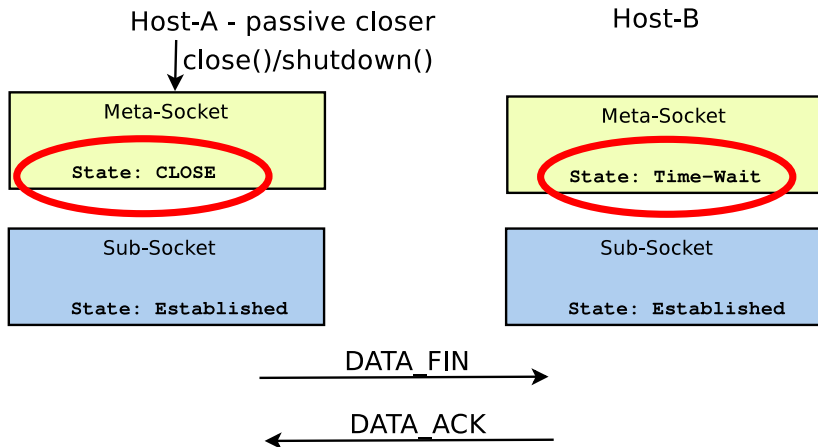 Host-A - passive closer
close()/shutdown()
Meta-Socket
State: CLOSE
Sub-Socket
State: Established
Host-B
Meta-Socket
State: Time-Wait
Sub-Socket
State: Established
DATA_FIN
DATA_ACK